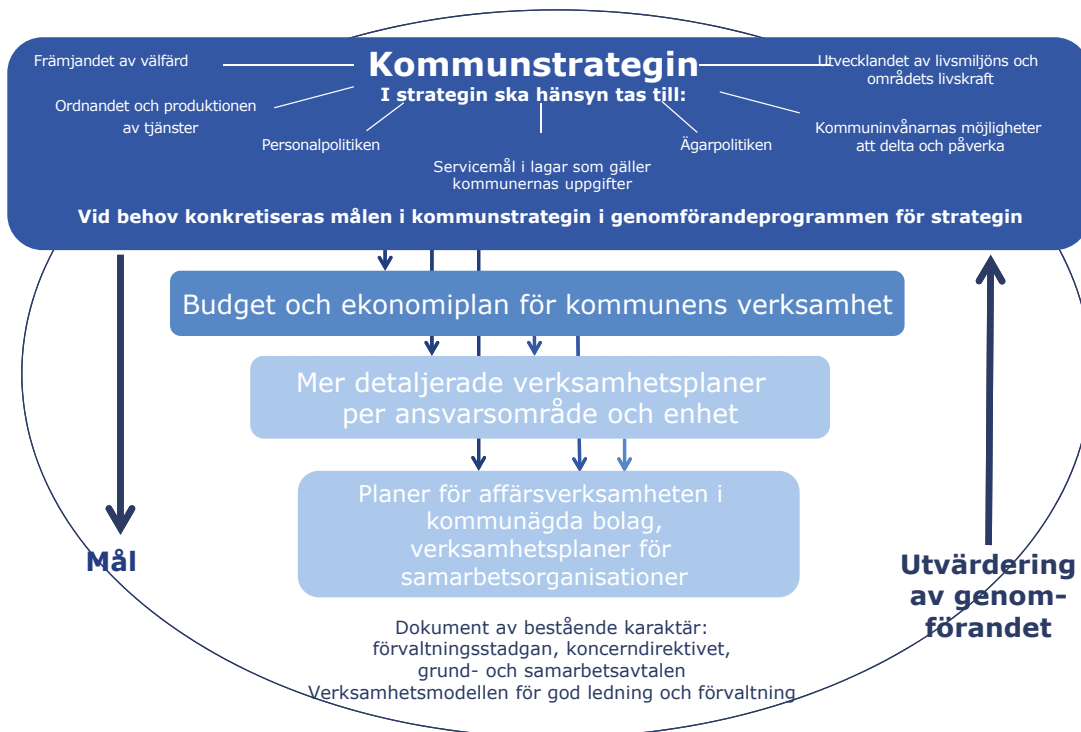 Kommunstrategin
I strategin ska hänsyn tas till:
Främjandet av välfärd
Ordnandet och produktionen
av tjänster
Personalpolitiken
Servicemål i lagar som gäller
kommunernas uppgifter
Ägarpolitiken
Utvecklandet av livsmiljöns och
områdets livskraft
Kommuninvånarnas möjligheter
att delta och påverka
Vid behov konkretiseras målen i kommunstrategin i genomförandeprogrammen för strategin
Budget och ekonomiplan för kommunens verksamhet
Mer detaljerade verksamhetsplaner
per ansvarsområde och enhet
Planer för affärsverksamheten i
kommunägda bolag,
verksamhetsplaner för
samarbetsorganisationer
Mål
Utvärdering
av genom-
förandet
Dokument av bestående karaktär:
förvaltningsstadgan, koncerndirektivet,
grund- och samarbetsavtalen
Verksamhetsmodellen för god ledning och förvaltning